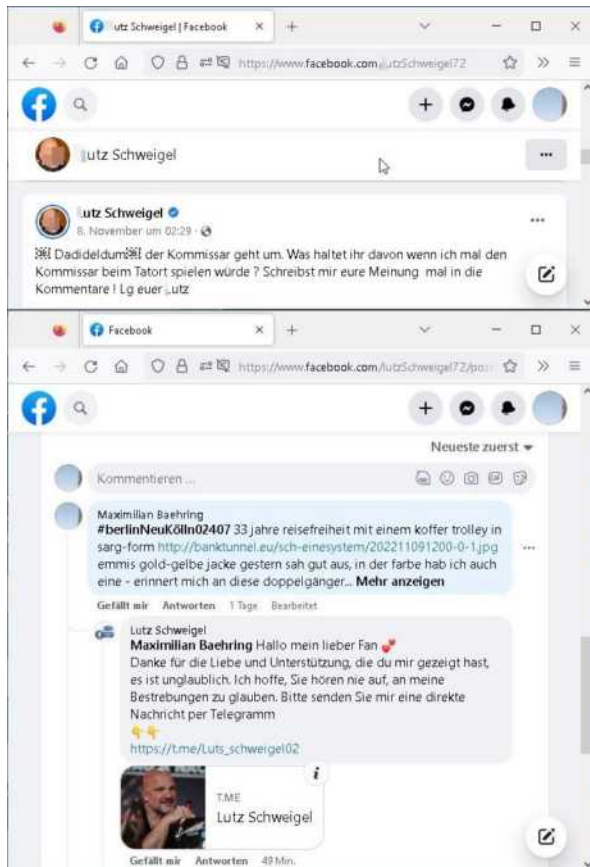 utz Schweigel | Facebook
https://www.facebook.com utzSchweigel72
utz Schweigel
utz Schweigel
8. November um 02:29 ·
Dadideldum der Kommissar geht um. Was haltet ihr davon wenn ich mal den
Kommissar beim Tatort spielen würde ? Schreibst mir eure Meinung mal in die
Kommentare ! Lg euer utz
Facebook
https://www.facebook.com/lutzSchweigel72/po
Neueste zuerst
Kommentieren ...
Maximilian Baehring
#berlinNeuKölln02407 33 jahre reisefreiheit mit einem koffer trolley in
sarg-form http://banktunnel.eu/sch-einesystem/202211091200-0-1.jpg
emmis gold-gelbe jacke gestern sah gut aus, in der farbe hab ich auch
eine - erinnert mich an diese doppelgänger... Mehr anzeigen
Gefällt mir Antworten 1 Tage Bearbeitet
Lutz Schweigel
Maximilian Baehring Hallo mein lieber Fan 💕
Danke für die Liebe und Unterstützung, die du mir gezeigt hast,
es ist unglaublich. Ich hoffe, Sie hören nie auf, an meine
Bestrebungen zu glauben. Bitte senden Sie mir eine direkte
Nachricht per Telegramm
👇👇
https://t.me/Luts_schweigel02
i
T.ME
Lutz Schweigel
Gefällt mir Antworten 49 Min.